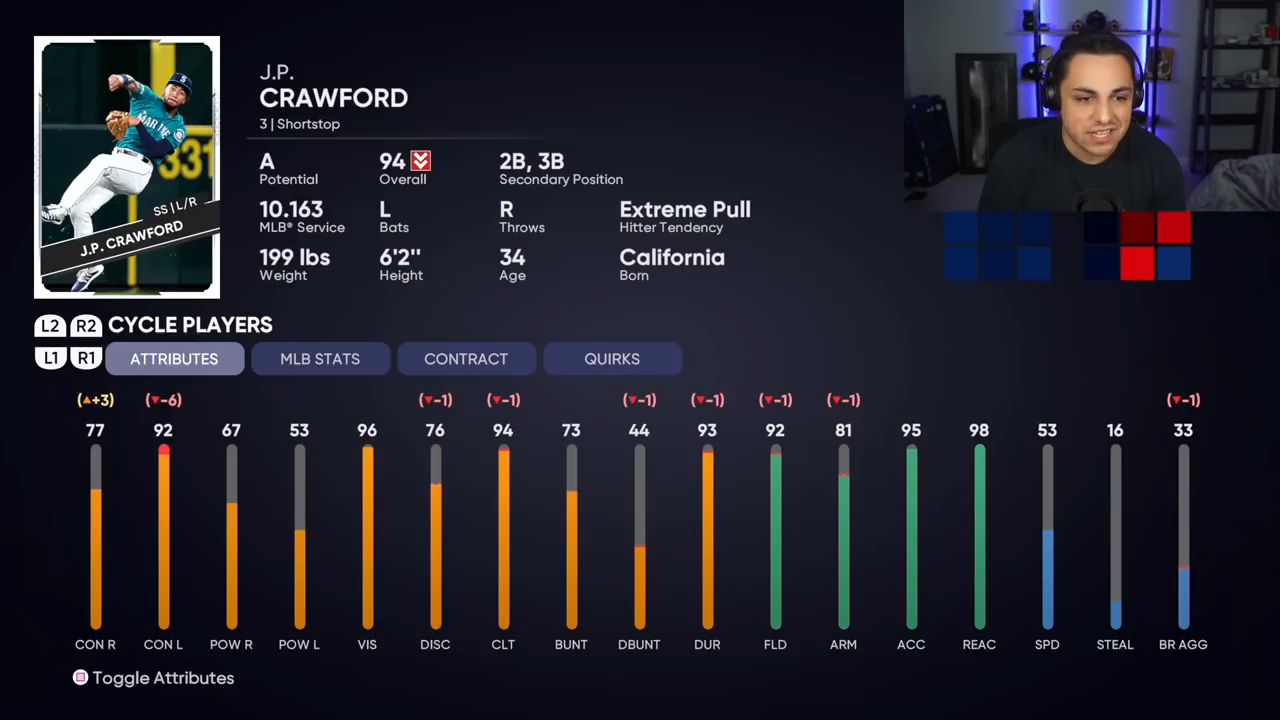 J.P.
CRAWFORD
3 | Shortstop
A
Potential
94
Overall
2B, 3B
Secondary Position
10.163
MLB® Service
L
Bats
R
Throws
Extreme Pull
Hitter Tendency
199 lbs
Weight
6'2"
Height
34
Age
California
Born
MARINE
331
S
SS | L/R
J.P. CRAWFORD
L2 R2 CYCLE PLAYERS
L1 R1 ATTRIBUTES MLB STATS CONTRACT QUIRKS
(▲+3) (▼-6) (▼-1) (▼-1) (▼-1) (▼-1) (▼-1) (▼-1) (▼-1)
77 92 67 53 96 76 94 73 44 93 92 81 95 98 53 16 33
CON R CON L POW R POW L VIS DISC CLT BUNT DBUNT DUR FLD ARM ACC REAC SPD STEAL BR AGG
Toggle Attributes